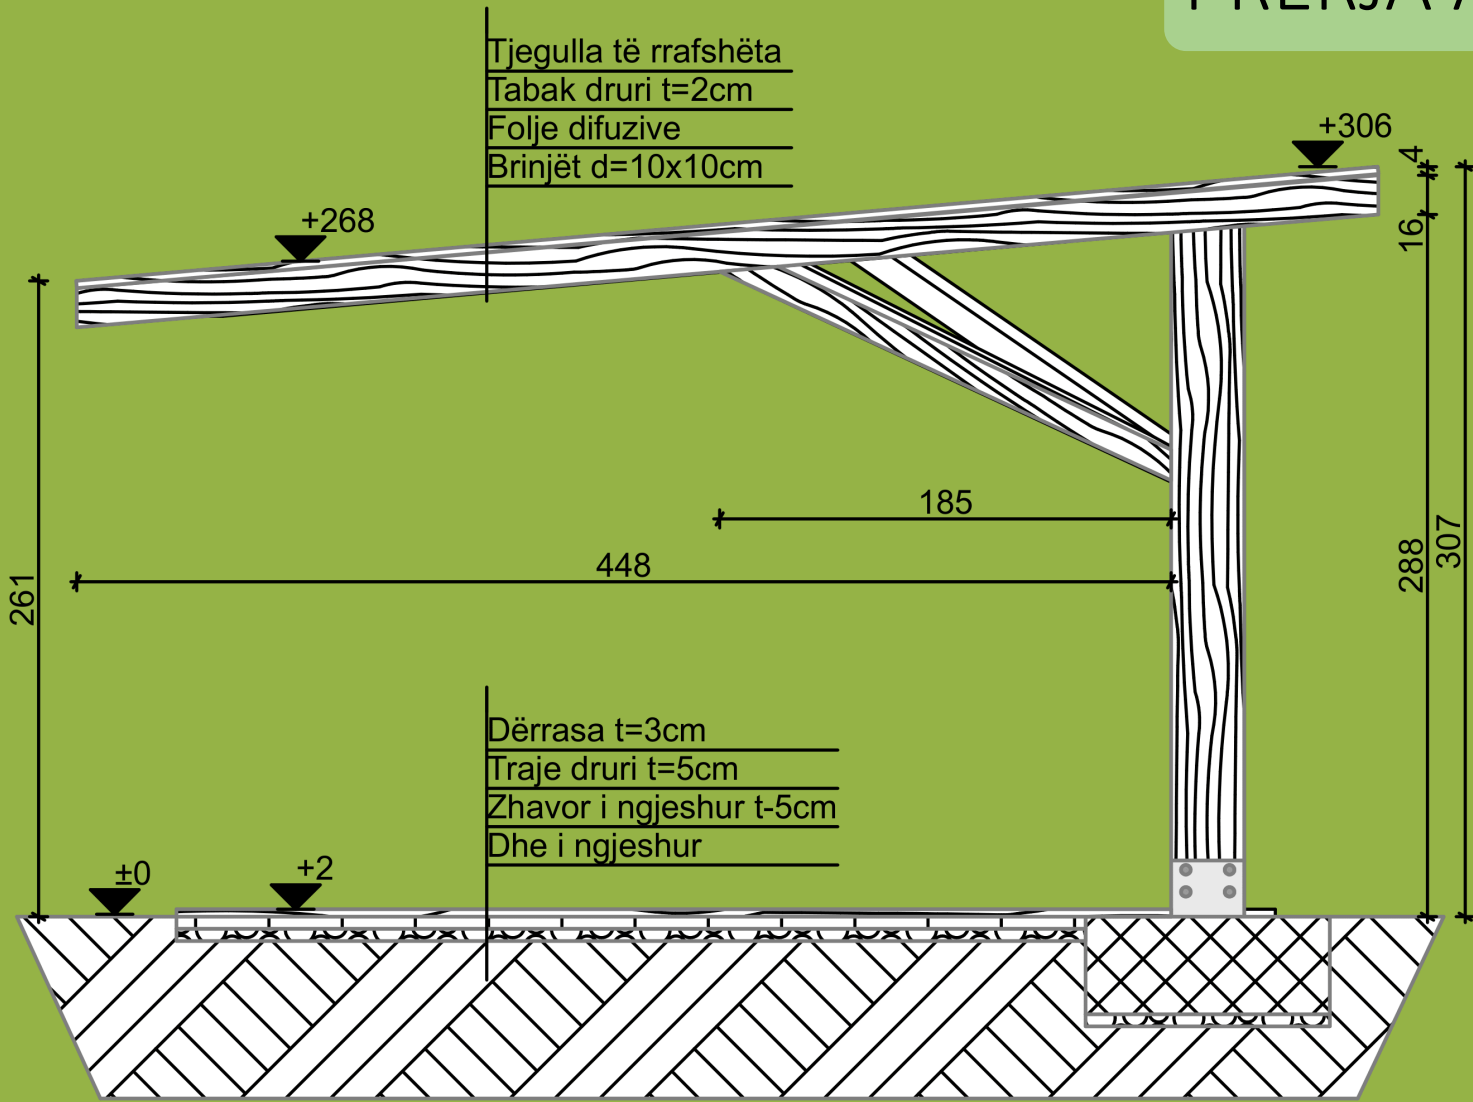 PRERJA
Tjegulla të rrafshëta
Tabak druri t=2cm
Folje difuzive
Brinjët d=10x10cm
+306
+268
4
16
185
448
261
288
307
Dërrasa t=3cm
Traje druri t=5cm
Zhavor i ngjeshur t-5cm
Dhe i ngjeshur
±0
+2